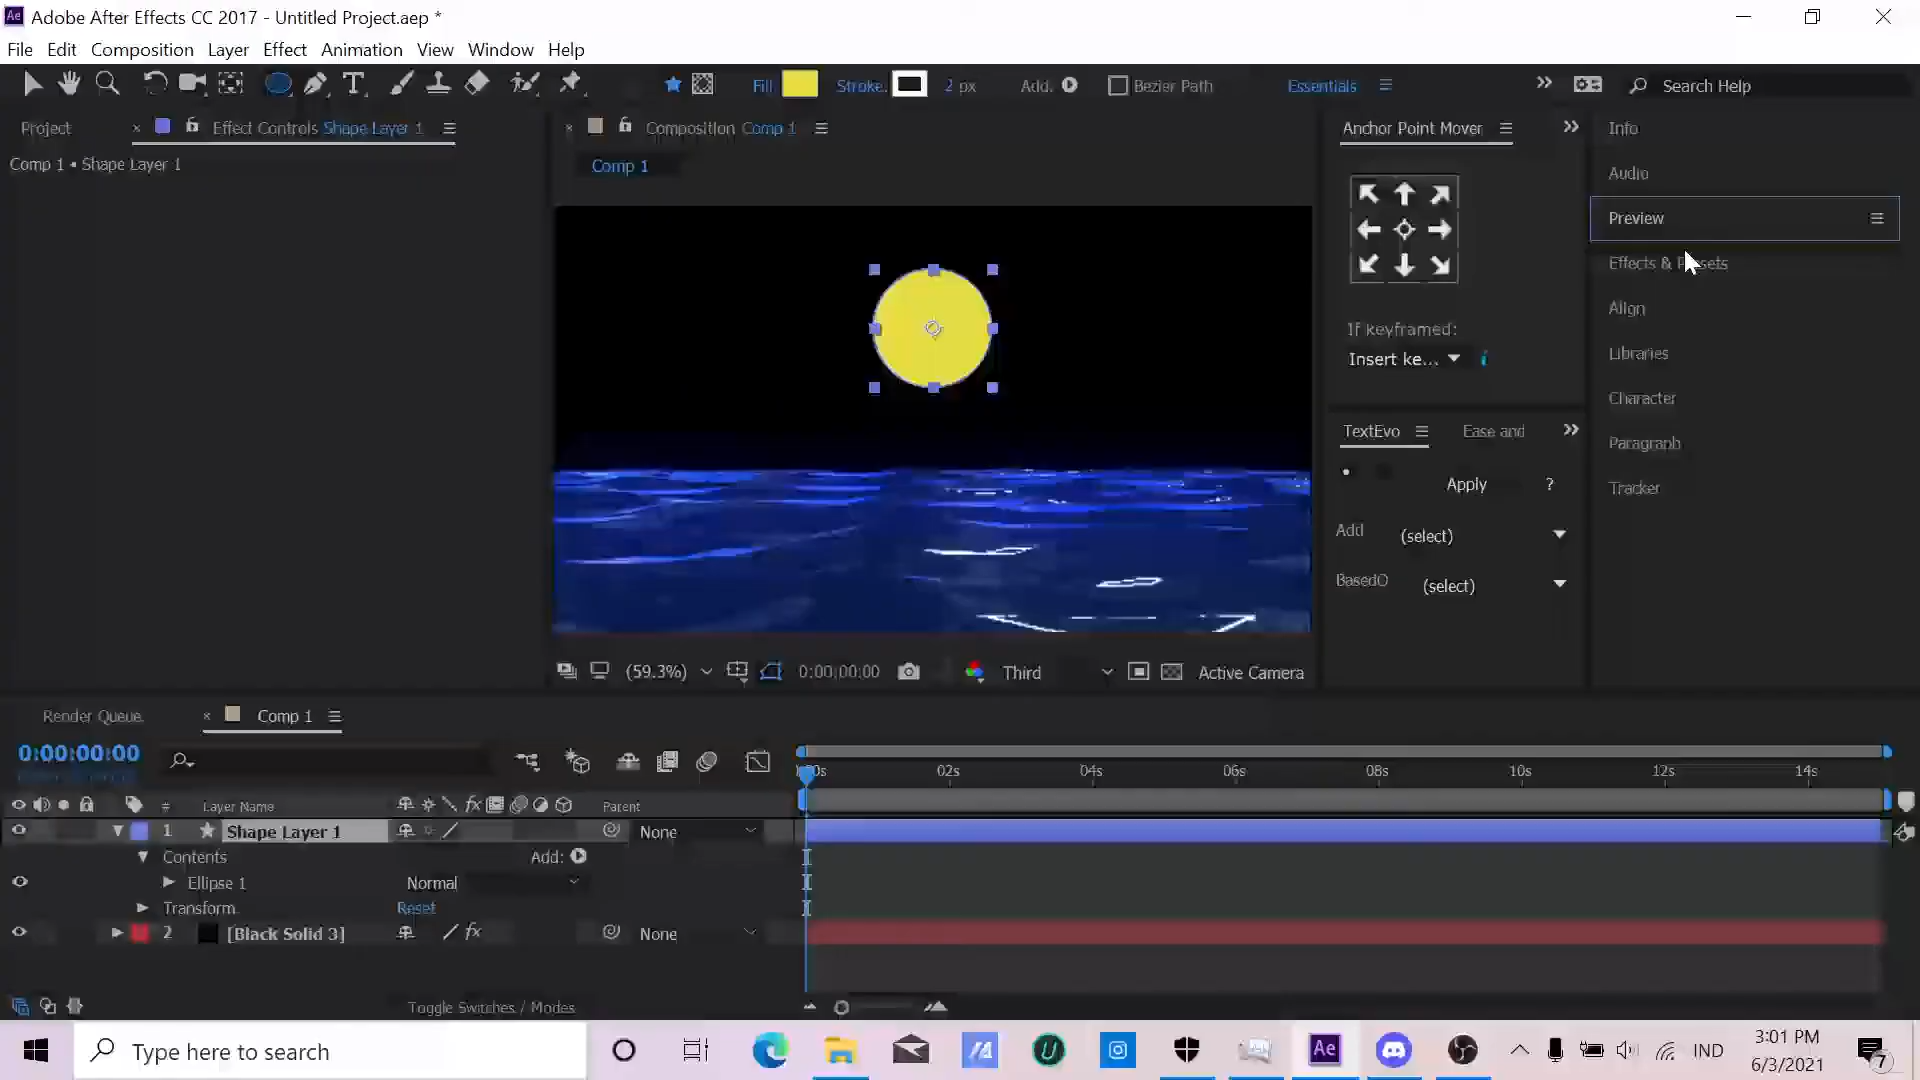 Ae Adobe After Effects CC 2017 - Untitled Project.aep *
File Edit Composition Layer Effect Animation View Window Help
T Fill Stroke: 2 px Add: Bezier Path Essentials Search Help
Project Effect Controls Shape Layer 1 Composition Comp 1 Anchor Point Mover Info
Comp 1 • Shape Layer 1 Comp 1
Audio
Preview
Effects & Presets
Align
If keyframed:
Insert ke... i Libraries
Character
TextEvo Ease and Paragraph
Apply ? Tracker
Add (select)
BasedO (select)
(59.3%) 0:00:00:00 Third Active Camera
Render Queue Comp 1
0:00:00:00 02s 04s 06s 08s 10s 12s 14s
# Layer Name fx Parent
1 Shape Layer 1 None
Contents Add:
Ellipse 1 Normal
Transform Reset
2 [Black Solid 3] fx None
Toggle Switches / Modes
Type here to search Ae IND 3:01 PM
6/3/2021 7